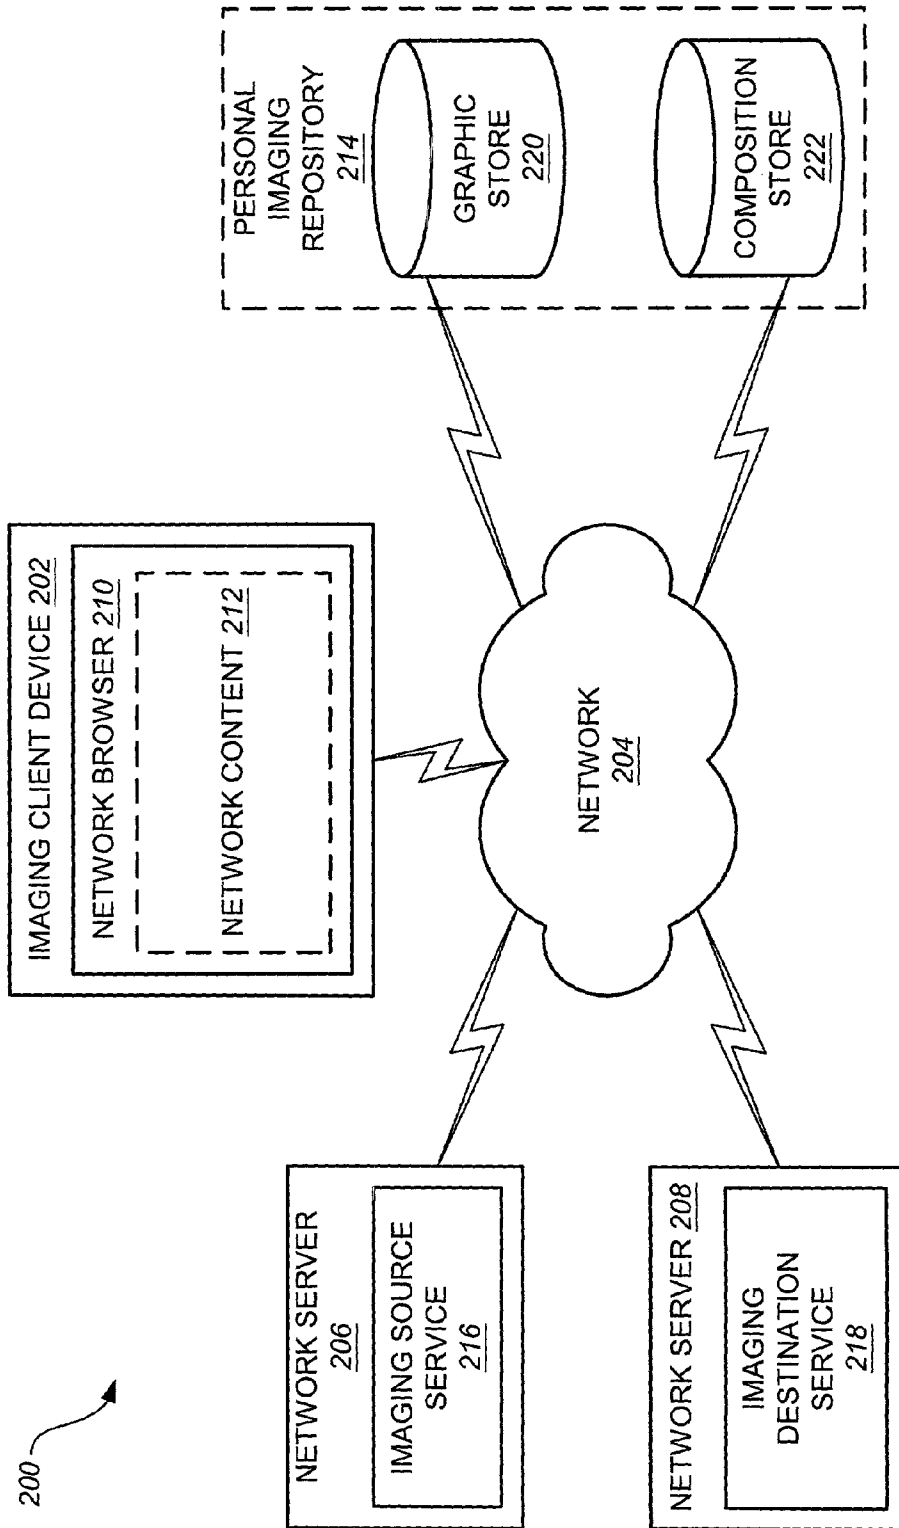 200
IMAGING CLIENT DEVICE 202
NETWORK BROWSER 210
NETWORK CONTENT 212
NETWORK SERVER
206
IMAGING SOURCE
SERVICE
216
NETWORK
204
PERSONAL
IMAGING
REPOSITORY
214
GRAPHIC
STORE
220
NETWORK SERVER 208
IMAGING
DESTINATION
SERVICE
218
COMPOSITION
STORE
222